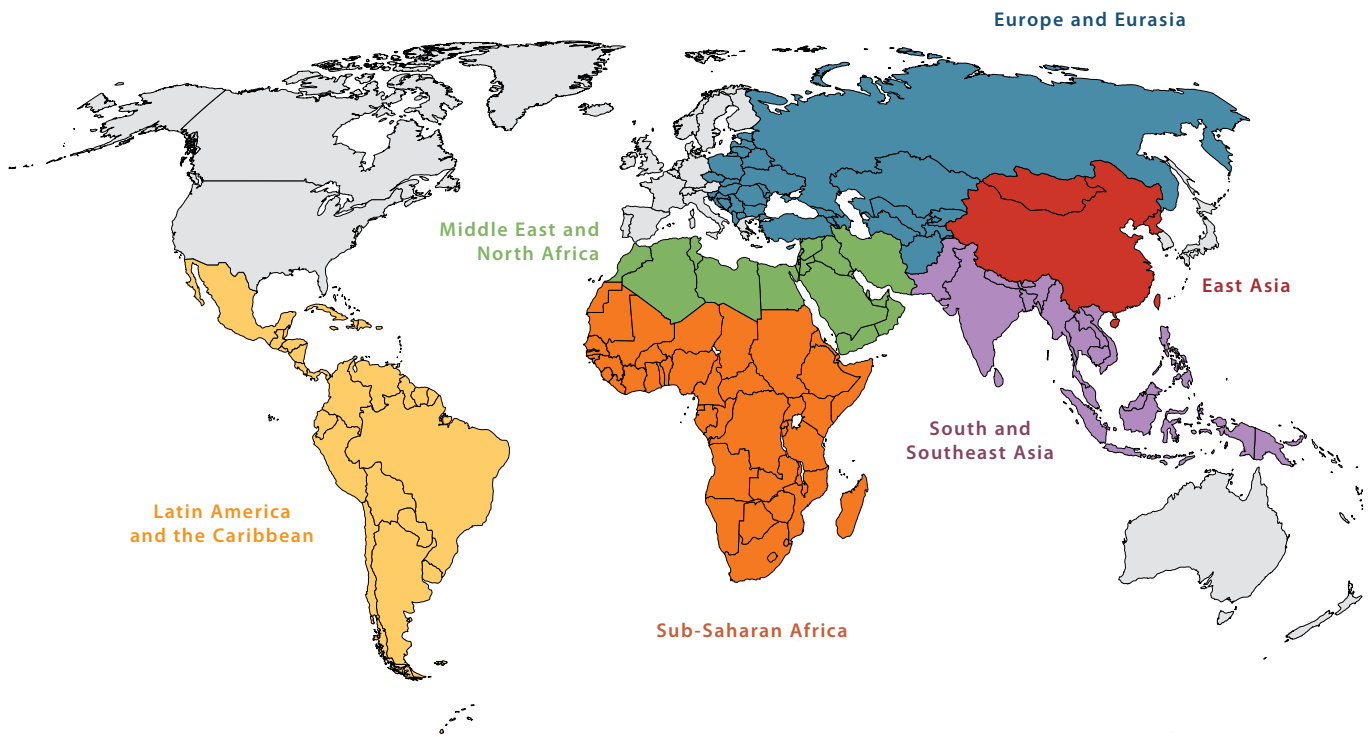 Europe and Eurasia
Middle East and
North Africa
East Asia
South and
Southeast Asia
Latin America
and the Caribbean
Sub-Saharan Africa